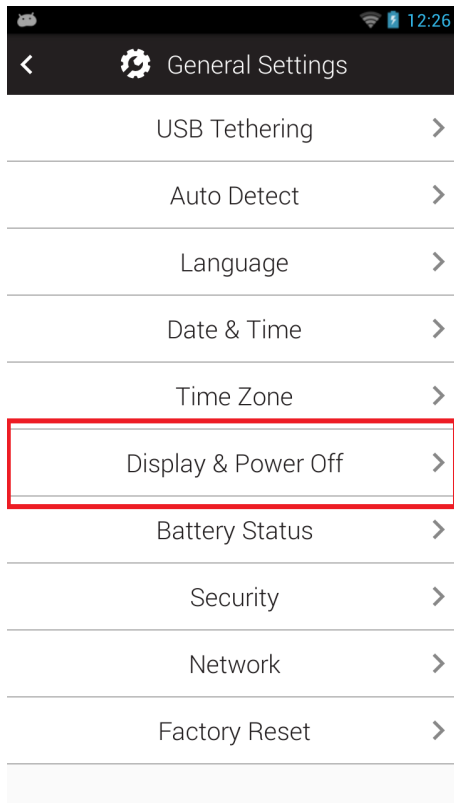 12:26
General Settings
USB Tethering
Auto Detect
Language
Date & Time
Time Zone
Display & Power Off
Battery Status
Security
Network
Factory Reset